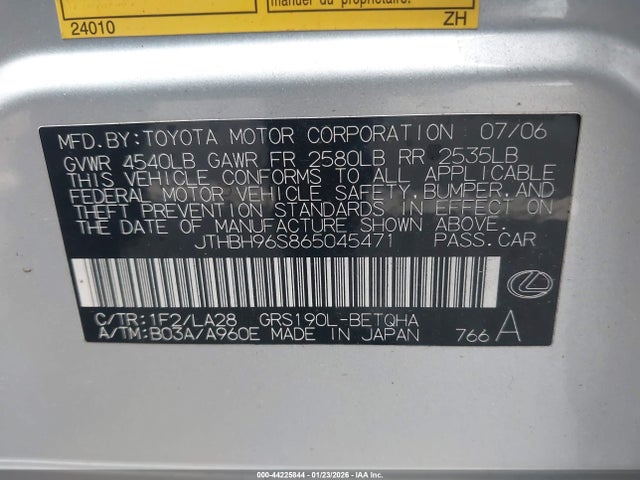 manuel du propriétaire.
24010 ZH
MFD.BY:TOYOTA MOTOR CORPORATION 07/06
GVWR 4540LB GAWR FR 2580LB RR 2535LB
THIS VEHICLE CONFORMS TO ALL APPLICABLE
FEDERAL MOTOR VEHICLE SAFETY,BUMPER,AND
THEFT PREVENTION STANDARDS IN EFFECT ON
THE DATE OF MANUFACTURE SHOWN ABOVE.
JTHBH96S865045471 PASS.CAR
C/TR:1F2/LA28 GRS190L-BETQHA
A/TM:B03A/A960E MADE IN JAPAN 766 A
000-44225844 | 01/23/2026 | IAA Inc.